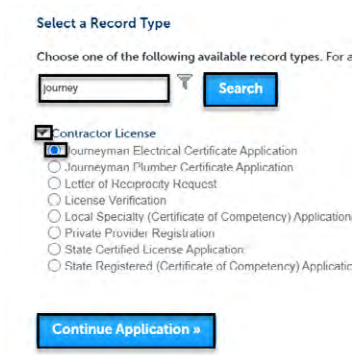 Select a Record Type
Choose one of the following available record types. For a
journey
Search
Contractor License
Journeyman Electrical Certificate Application
Journeyman Plumber Certificate Application
Letter of Reciprocity Request
License Verification
Local Specialty (Certificate of Competency) Application
Private Provider Registration
State Certified License Application
State Registered (Certificate of Competency) Applicatio
Continue Application »